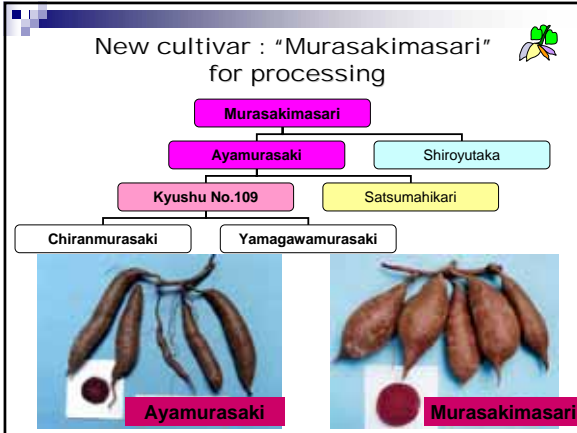 New cultivar : "Murasakimasari"
for processing
Murasakimasari
Ayamurasaki
Shiroyutaka
Kyushu No.109
Satsumahikari
Chiranmurasaki
Yamagawamurasaki
Ayamurasaki
Murasakimasari